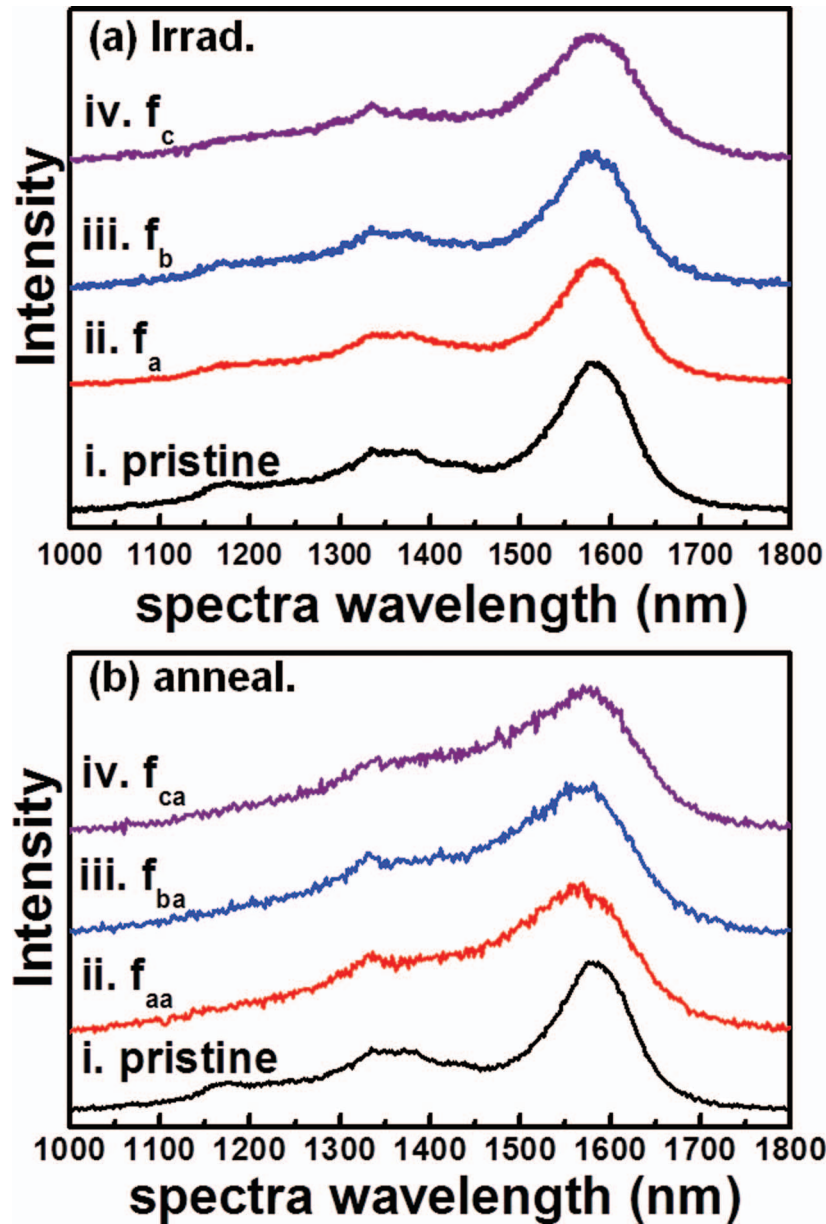 (a) Irrad.
iv. fc
iii. fb
ii. fa
i. pristine
Intensity
1000 1100 1200 1300 1400 1500 1600 1700 1800
spectra wavelength (nm)
(b) anneal.
iv. fca
iii. fba
ii. faa
i. pristine
Intensity
1000 1100 1200 1300 1400 1500 1600 1700 1800
spectra wavelength (nm)